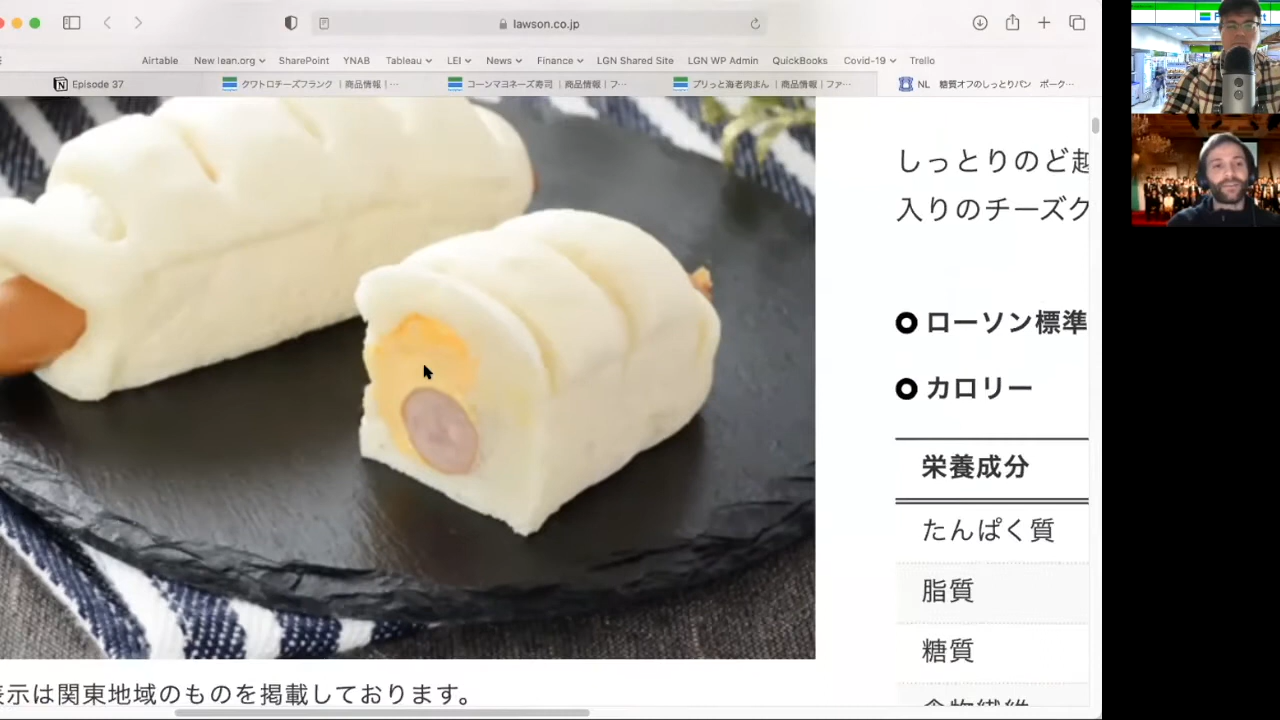 lawson.co.jp
Airtable New lean.org SharePoint YNAB Tableau LEI News Finance LGN Shared Site LGN WP Admin QuickBooks Covid-19 Trello
Episode 37 クワトロチーズフランク | 商品情報 | … コーンマヨネーズ寿司 | 商品情報 | フ… プリっと海老肉まん | 商品情報 | ファ… NL 糖質オフのしっとりパン ポーク…
しっとりのど越
入りのチーズク
ローソン標準
カロリー
栄養成分
たんぱく質
脂質
糖質
食物繊維
表示は関東地域のものを掲載しております。